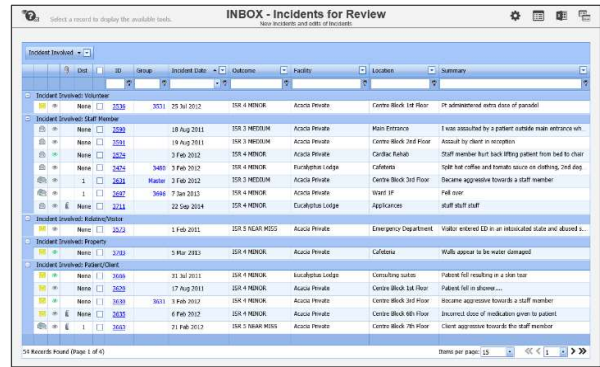 Select a record to display the available tools.
INBOX - Incidents for Review
New incidents and edits of incidents
Incident Involved
Dist ID Group Incident Date Outcome Facility Location Summary
Incident Involved: Volunteer
None 3536 3531 25 Jul 2012 ISR 4 MINOR Acacia Private Centre Block 1st Floor Pt administered extra dose of panadol
Incident Involved: Staff Member
None 3590 18 Aug 2011 ISR 3 MEDIUM Acacia Private Main Entrance I was assaulted by a patient outside main entrance wh...
None 3591 19 Aug 2011 ISR 3 MEDIUM Acacia Private Centre Block 2nd Floor Assault by client in reception
None 3574 3 Feb 2012 ISR 4 MINOR Acacia Private Cardiac Rehab Staff member hurt back lifting patient from bed to chair
None 3474 3480 3 Feb 2012 ISR 4 MINOR Eucalyptus Lodge Cafeteria Spilt hot coffee and tomato sauce on clothing, 2nd deg
1 3631 Master 3 Feb 2012 ISR 3 MEDIUM Acacia Private Centre Block 3rd Floor Became aggressive towards a staff member
1 3697 3696 7 Jan 2013 ISR 4 MINOR Acacia Private Ward 1F Fell over
None 3711 22 Sep 2014 ISR 4 MINOR Eucalyptus Lodge Applicances staff stuff stuff
Incident Involved: Relative/Visitor
None 3573 1 Feb 2011 ISR 5 NEAR MISS Acacia Private Emergency Department Visitor entered ED in an intoxicated state and abused s...
Incident Involved: Property
None 3703 5 Mar 2013 ISR 4 MINOR Acacia Private Cafeteria Walls appear to be water damaged
Incident Involved: Patient/Client
None 31 Jul 2011 ISR 4 MINOR Eucalyptus Lodge Consulting suites Patient fell resulting in a skin tear
None 3629 17 Aug 2011 ISR 4 MINOR Acacia Private Centre Block 1st Floor Patient fell in shower....
None 3630 3631 3 Feb 2012 ISR 4 MINOR Acacia Private Centre Block 3rd Floor Became aggressive towards a staff member
None 3635 6 Feb 2012 ISR 4 MINOR Acacia Private Centre Block 6th Floor Incorrect dose of medication given to patient
1 3663 21 Feb 2012 ISR 5 NEAR MISS Acacia Private Centre Block 7th Floor Client aggressive towards the staff member
54 Records Found (Page 1 of 4) Items per page: 15 1